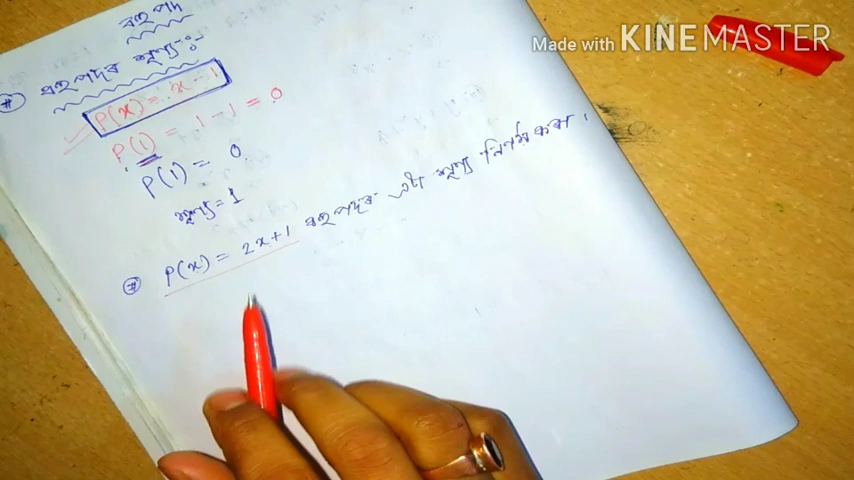 Made with KINEMASTER
বহুপদ
# বহুপদৰ শূন্য :-
P(x) = x - 1
P(1) = 1 - 1 = 0
P(1) = 0
শূন্য = 1
# P(x) = 2x+1 বহুপদৰ এটা শূন্য নিৰ্ণয় কৰা।